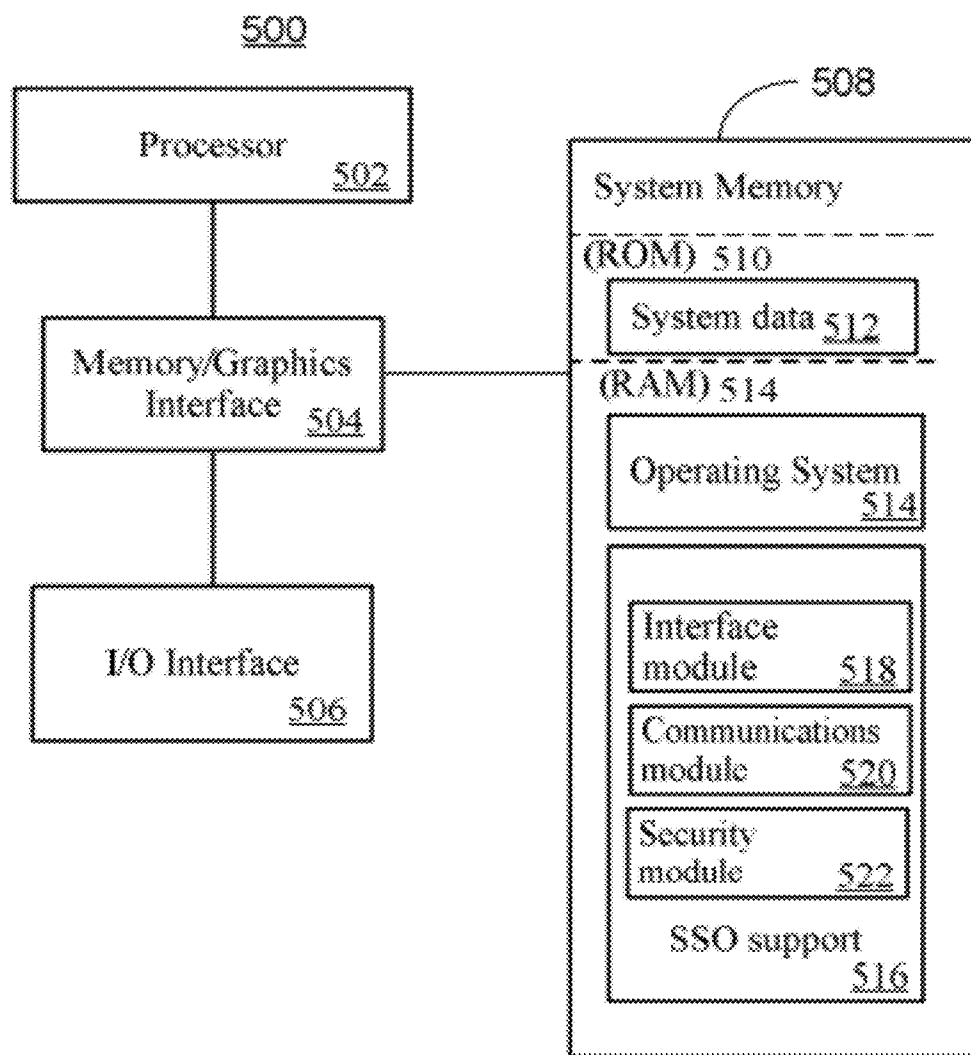 500
Processor
502
Memory/Graphics
Interface
504
I/O Interface
506
508
System Memory
(ROM) 510
System data 512
(RAM) 514
Operating System
514
Interface
module 518
Communications
module 520
Security
module 522
SSO support
516